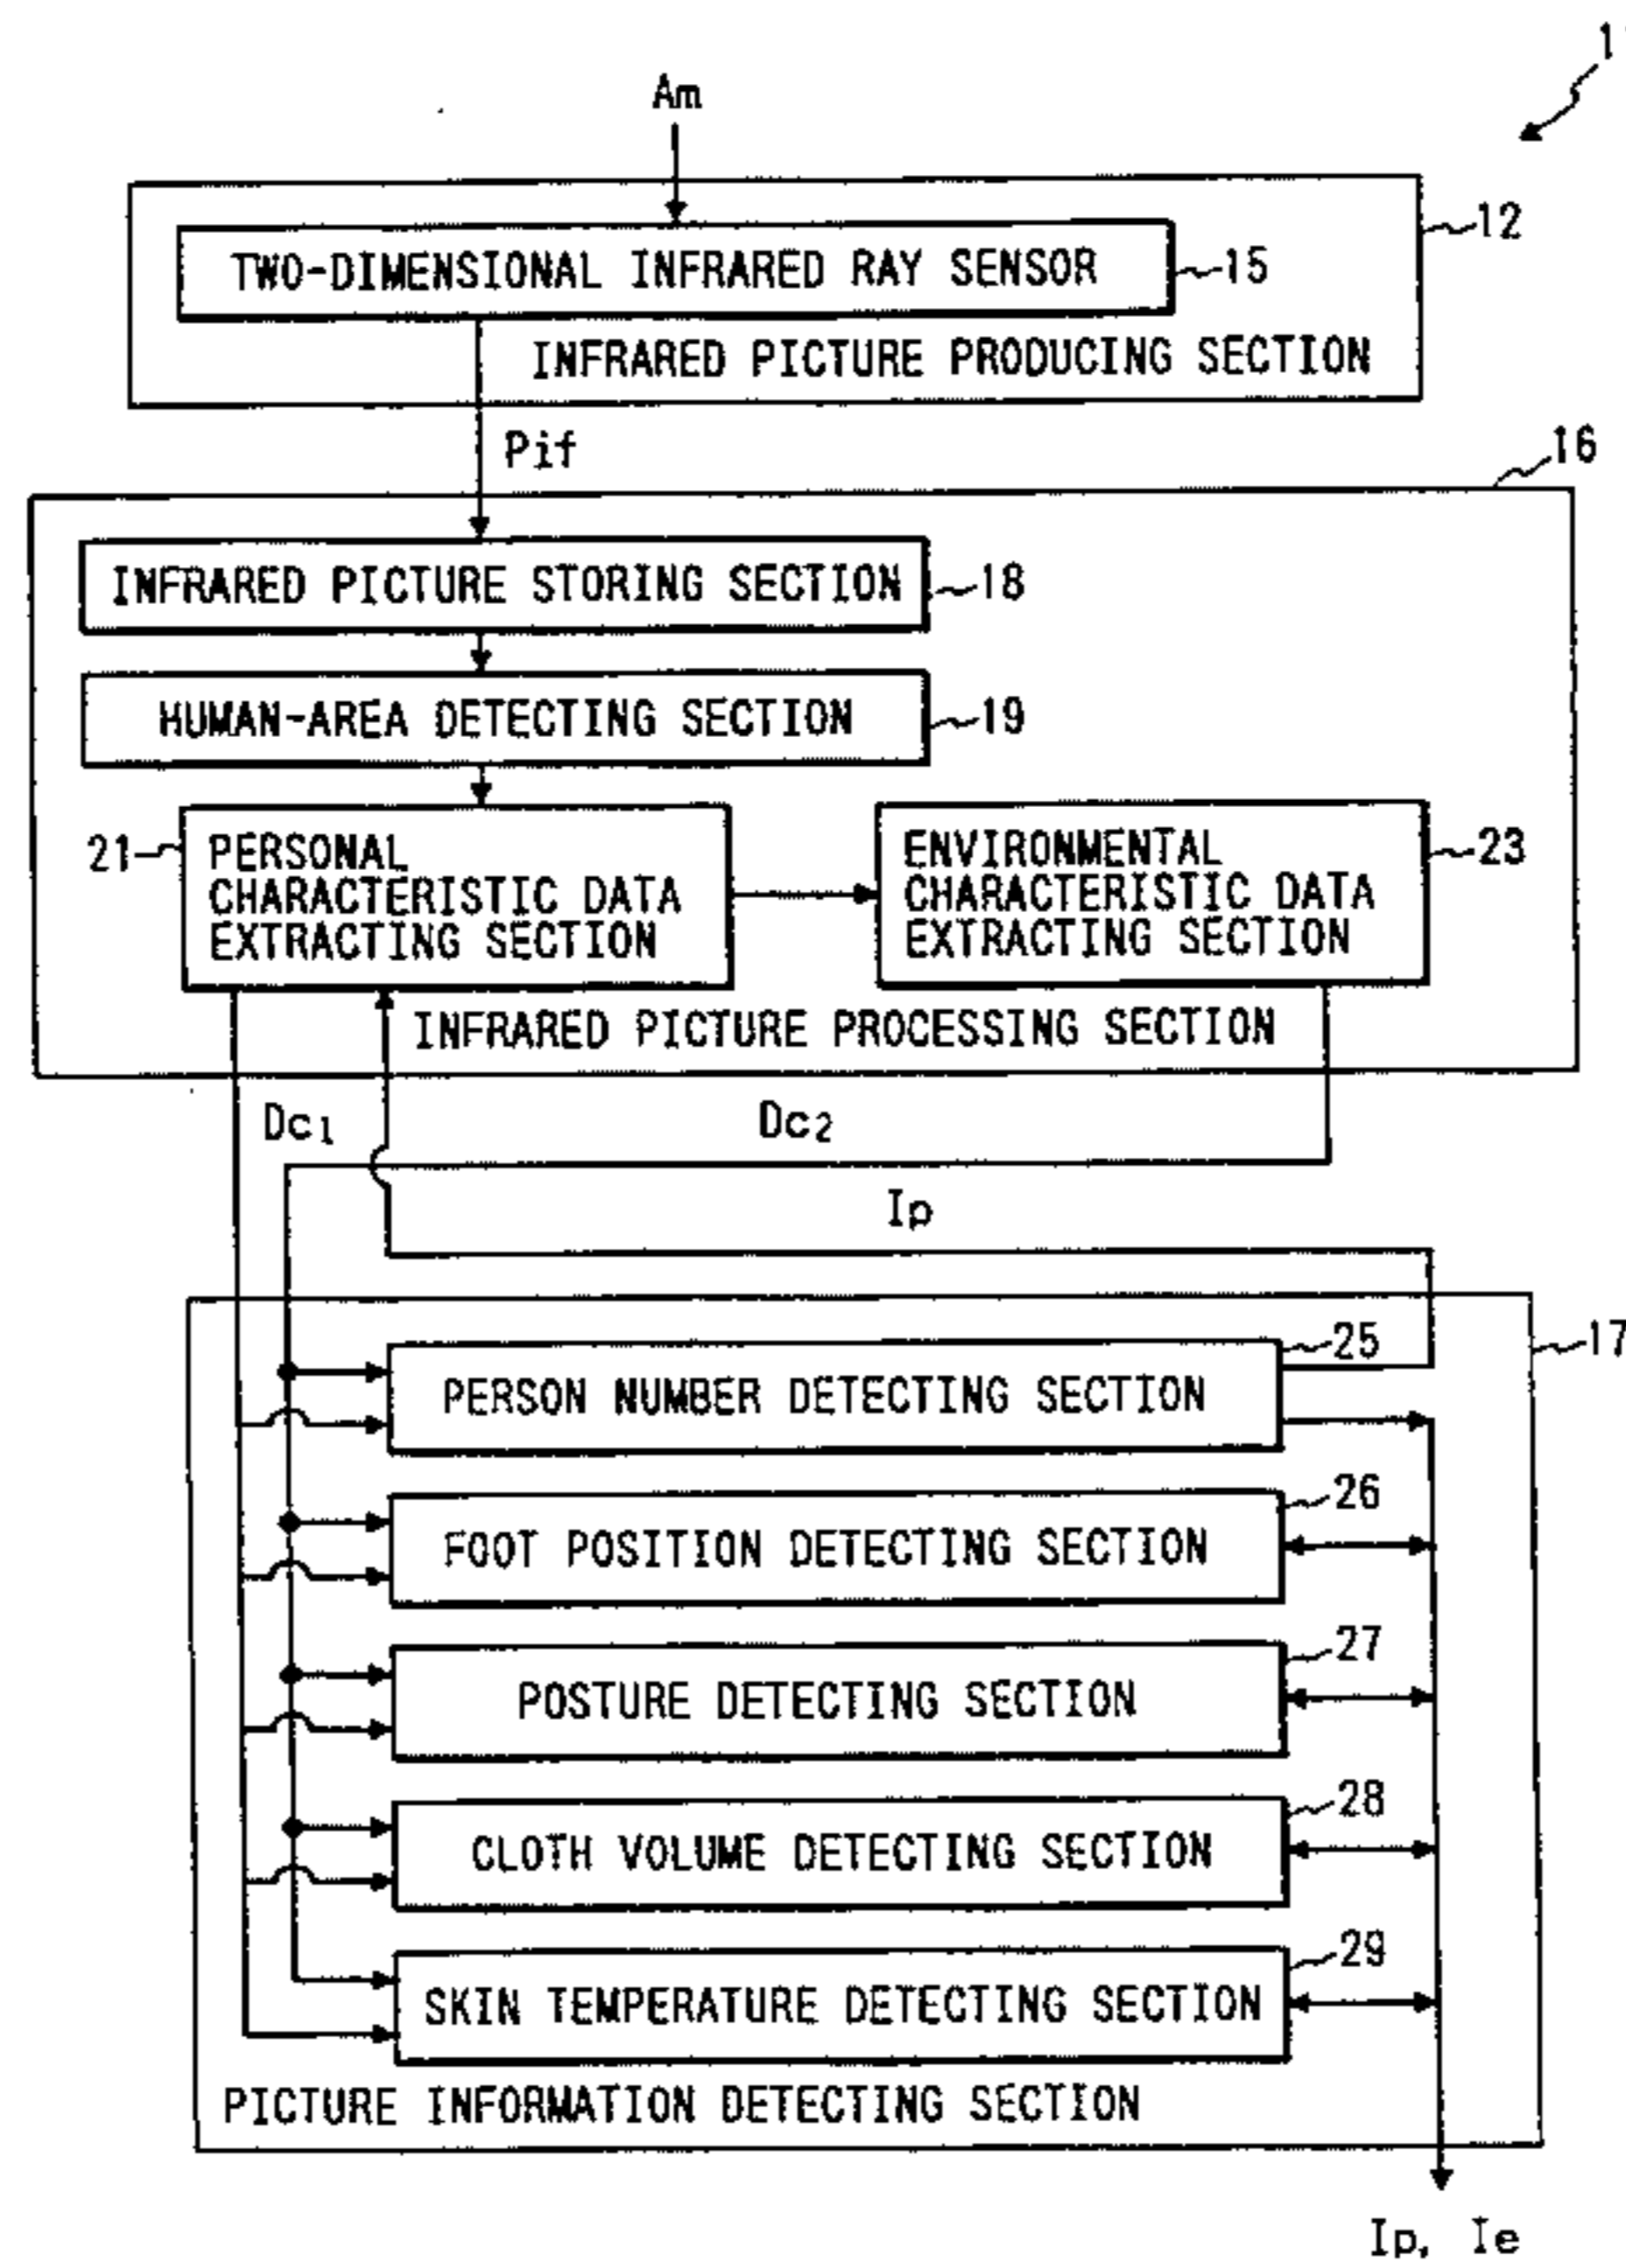 Am
12
TWO-DIMENSIONAL INFRARED RAY SENSOR
15
INFRARED PICTURE PRODUCING SECTION
Pif
16
INFRARED PICTURE STORING SECTION
18
HUMAN-AREA DETECTING SECTION
19
21
PERSONAL
CHARACTERISTIC DATA
EXTRACTING SECTION
ENVIRONMENTAL
CHARACTERISTIC DATA
EXTRACTING SECTION
23
INFRARED PICTURE PROCESSING SECTION
Dc1
Dc2
Ip
17
25
PERSON NUMBER DETECTING SECTION
26
FOOT POSITION DETECTING SECTION
27
POSTURE DETECTING SECTION
28
CLOTH VOLUME DETECTING SECTION
29
SKIN TEMPERATURE DETECTING SECTION
PICTURE INFORMATION DETECTING SECTION
Ip, Ie